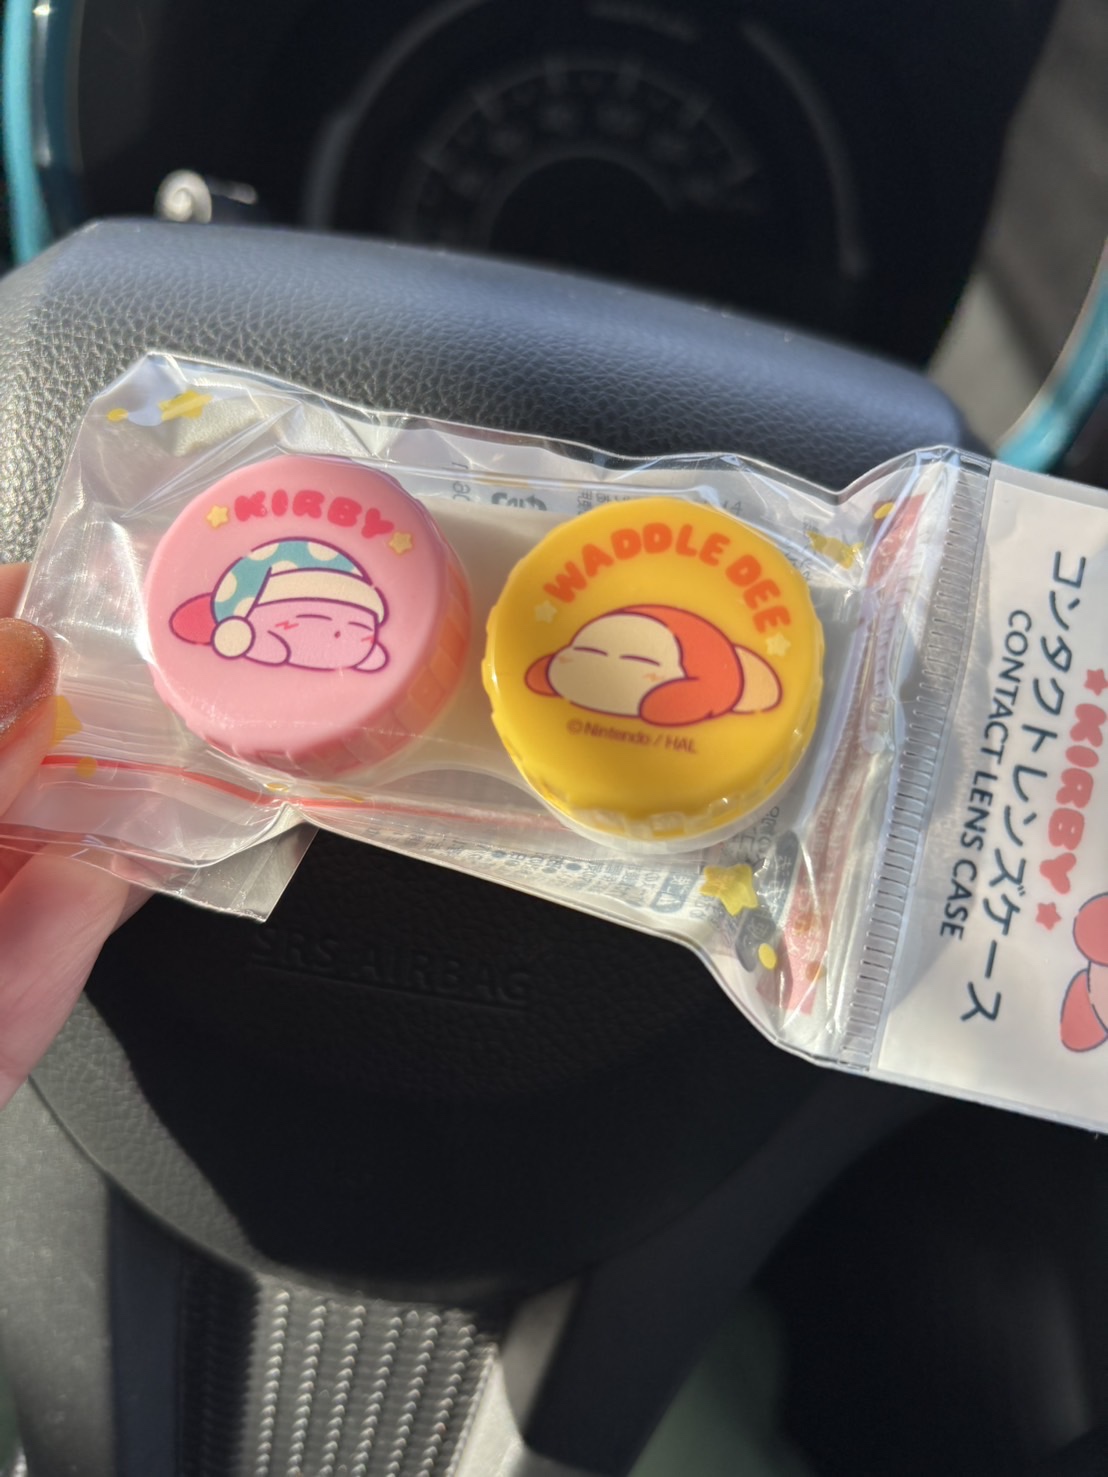 KIRBY
WADDLE DEE
©Nintendo / HAL
コンタクトレンズケース
KIRBY
CONTACT LENS CASE
SRS AIRBAG